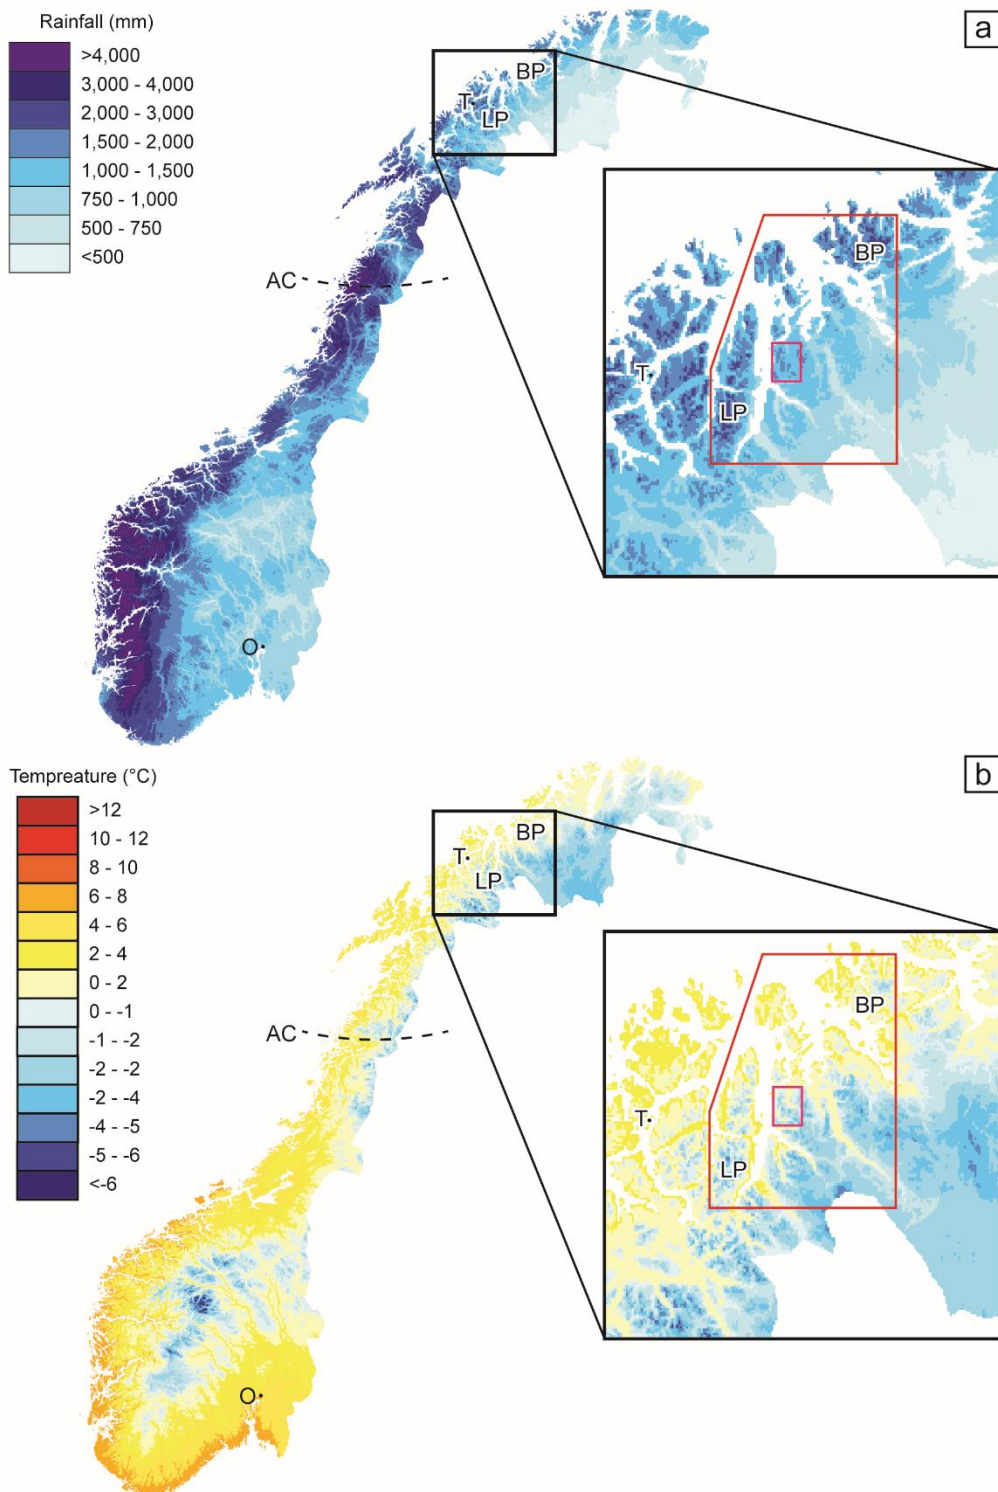 Rainfall (mm)
a
>4,000
3,000 - 4,000
2,000 - 3,000
1,500 - 2,000
1,000 - 1,500
750 - 1,000
500 - 750
<500
BP
T
LP
AC
BP
T
LP
O
Tempreature (°C)
b
>12
10 - 12
8 - 10
6 - 8
4 - 6
2 - 4
0 - 2
0 - -1
-1 - -2
-2 - -2
-2 - -4
-4 - -5
-5 - -6
<-6
BP
T
LP
AC
BP
T
LP
O